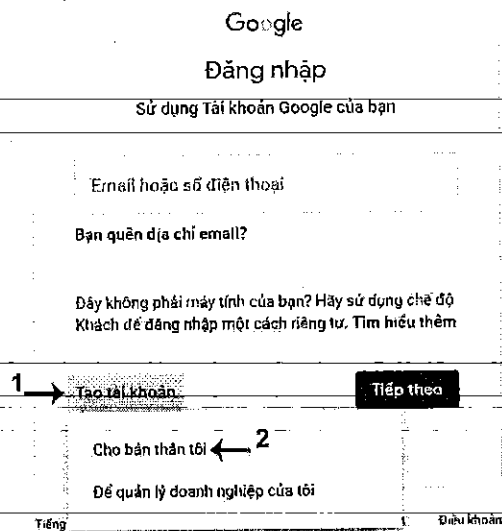 Google
Đăng nhập
Sử dụng Tài khoản Google của bạn
Email hoặc số điện thoại
Bạn quên địa chỉ email?
Đây không phải máy tính của bạn? Hãy sử dụng chế độ
Khách để đăng nhập một cách riêng tư. Tìm hiểu thêm
1 Tạo tài khoản Tiếp theo
Cho bản thân tôi 2
Để quản lý doanh nghiệp của tôi
Tiếng Điều khoản